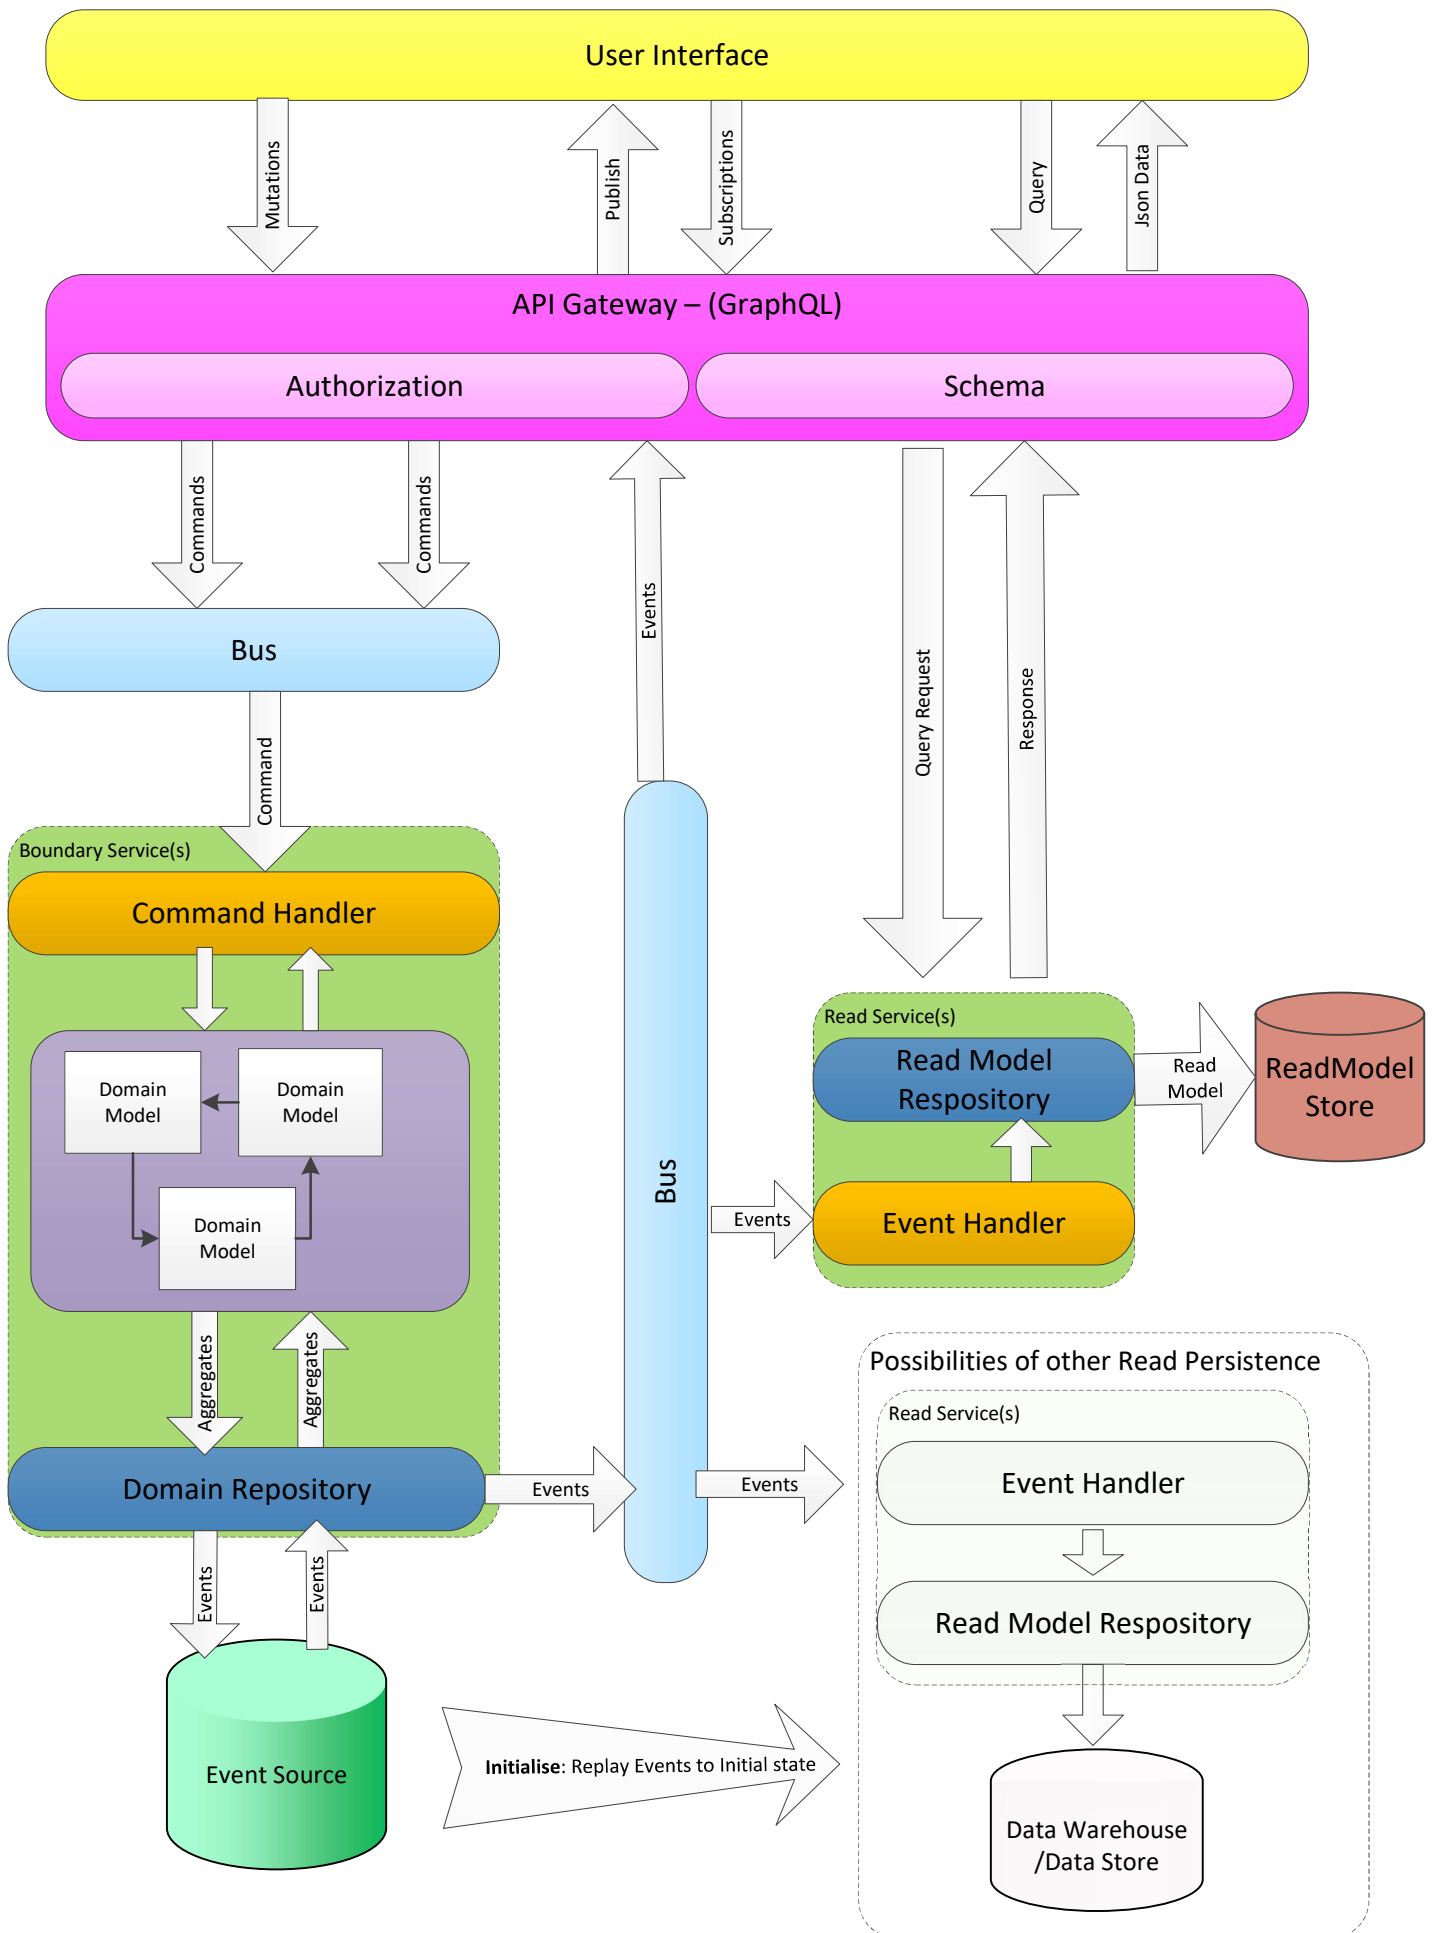 User Interface
Mutations
Publish
Subscriptions
Query
Json Data
API Gateway – (GraphQL)
Authorization
Schema
Commands
Commands
Events
Query Request
Response
Bus
Command
Boundary Service(s)
Command Handler
Domain
Model
Domain
Model
Domain
Model
Aggregates
Aggregates
Domain Repository
Events
Events
Events
Event Source
Bus
Events
Read Service(s)
Read Model
Respository
Event Handler
Read
Model
ReadModel
Store
Events
Possibilities of other Read Persistence
Read Service(s)
Event Handler
Read Model Respository
Data Warehouse
/Data Store
Initialise: Replay Events to Initial state